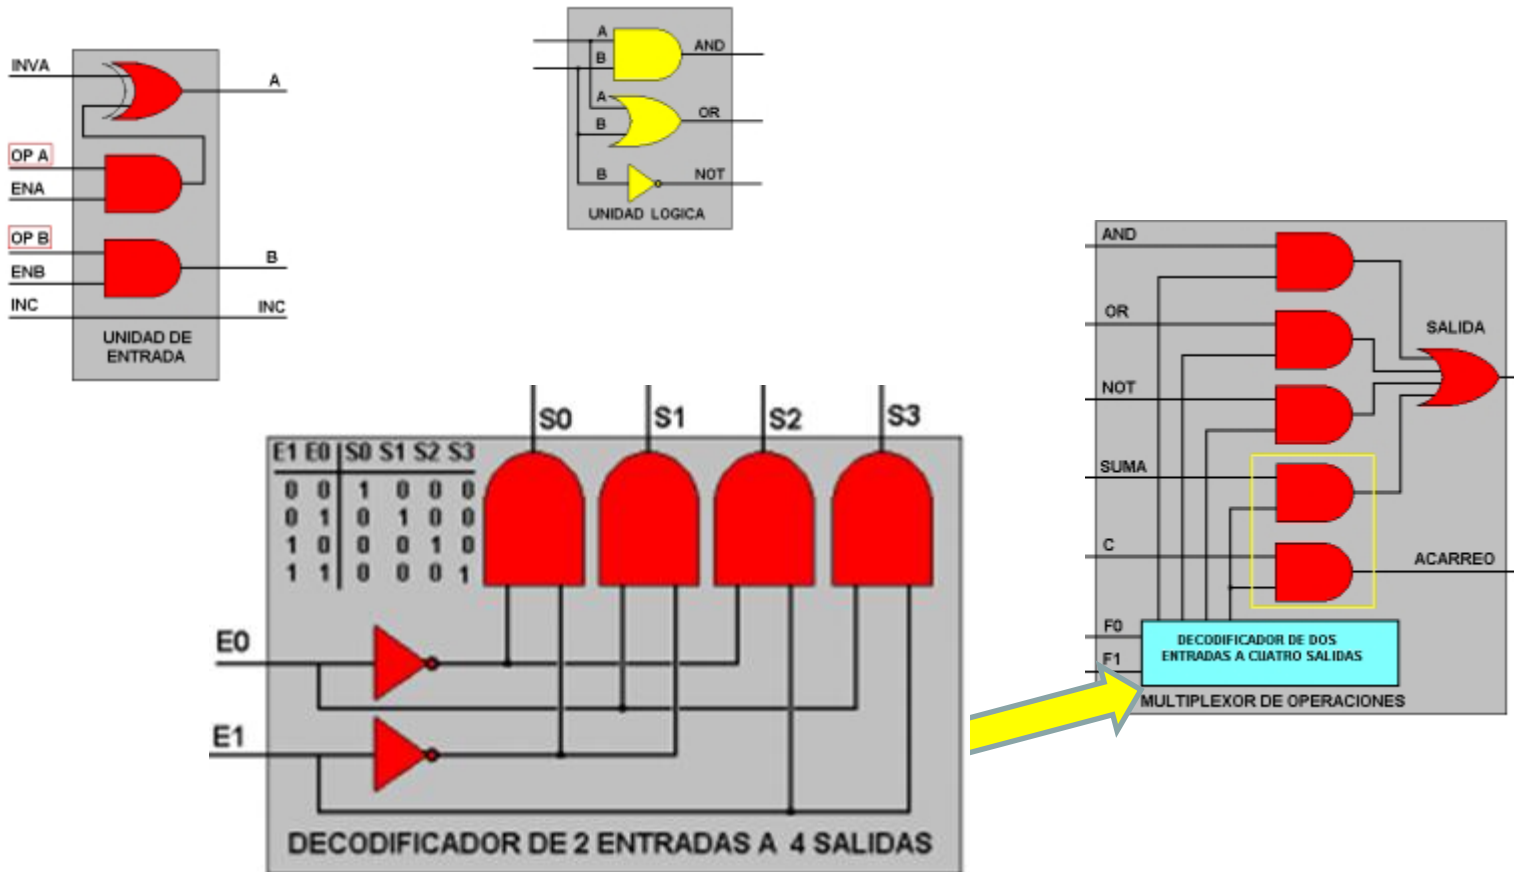 INVA
A
OP A
ENA
OP B
B
ENB
INC
INC
UNIDAD DE
ENTRADA
A
AND
B
A
OR
B
B
NOT
UNIDAD LOGICA
S0 S1 S2 S3
E1 E0 S0 S1 S2 S3
0 0 1 0 0 0
0 1 0 1 0 0
1 0 0 0 1 0
1 1 0 0 0 1
E0
E1
DECODIFICADOR DE 2 ENTRADAS A 4 SALIDAS
AND
OR
SALIDA
NOT
SUMA
C
ACARREO
F0
DECODIFICADOR DE DOS
F1
ENTRADAS A CUATRO SALIDAS
MULTIPLEXOR DE OPERACIONES